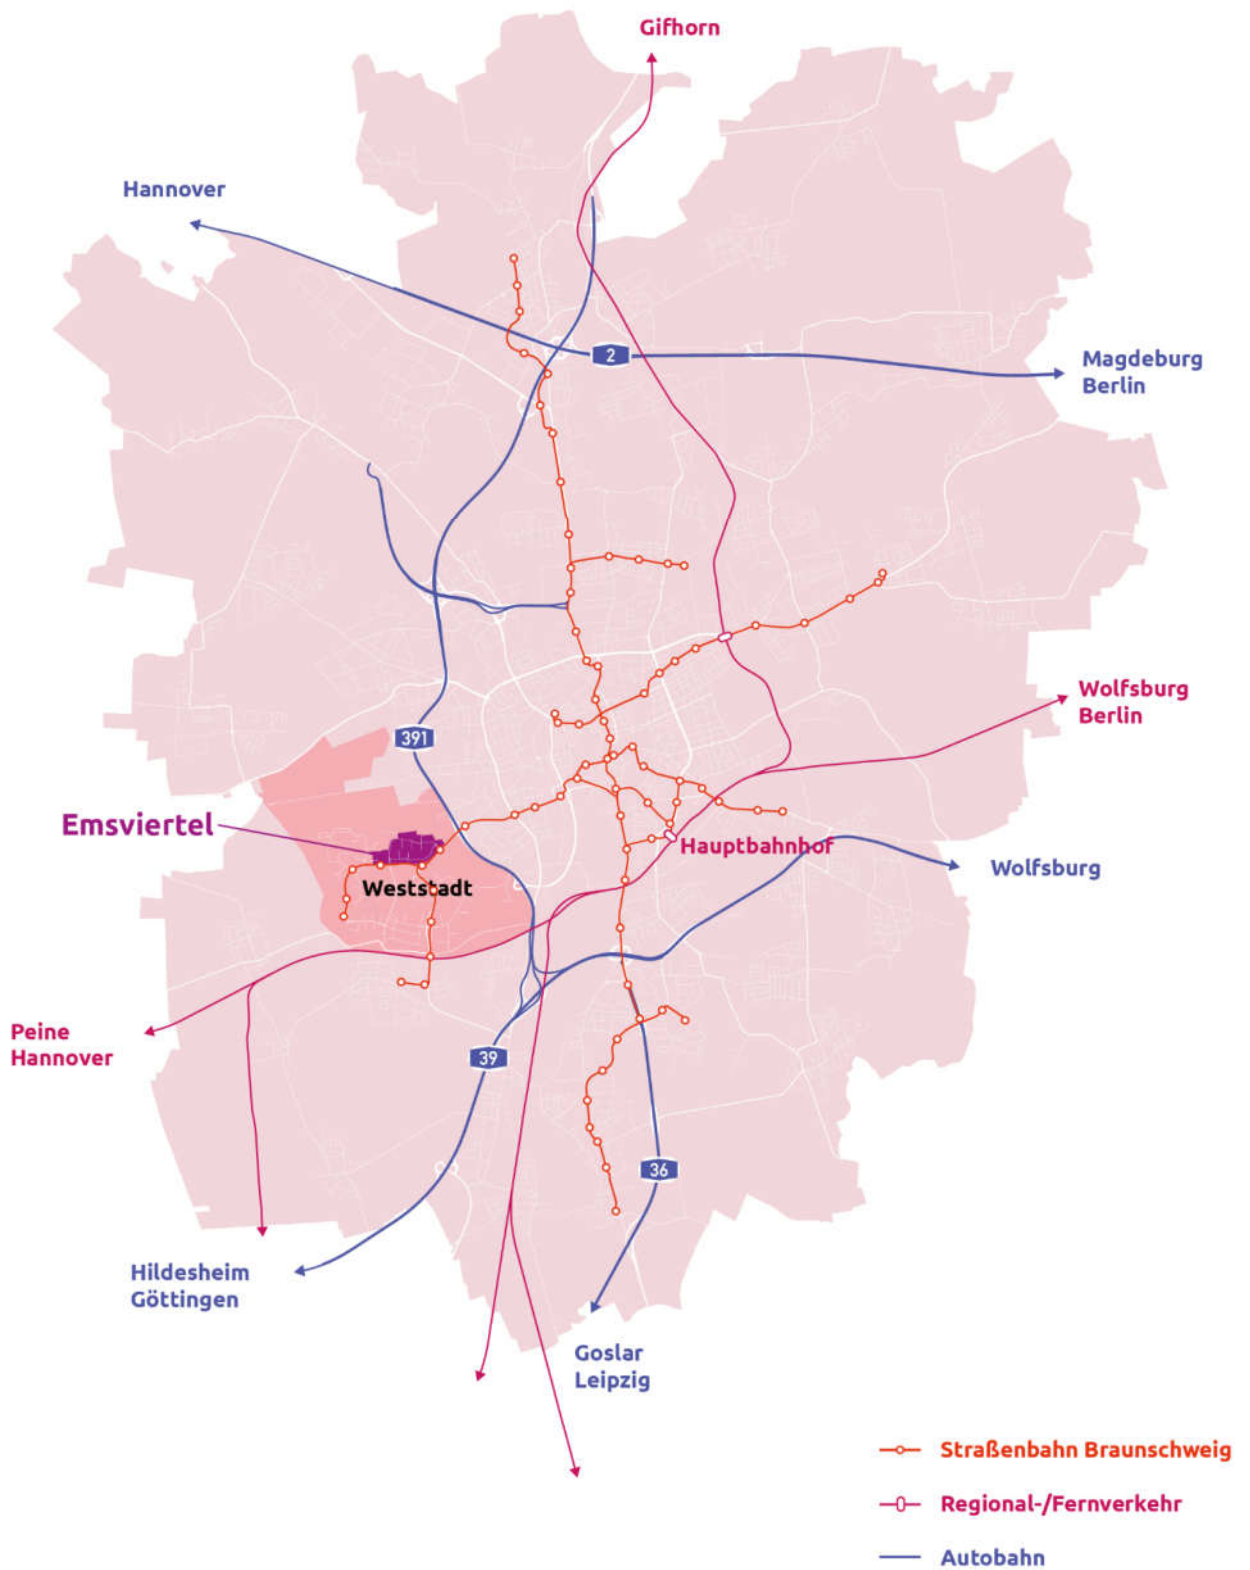 Gifhorn
Hannover
2
Magdeburg
Berlin
Wolfsburg
Berlin
391
Emsviertel
Hauptbahnhof
Wolfsburg
Weststadt
Peine
Hannover
39
36
Hildesheim
Göttingen
Goslar
Leipzig
Straßenbahn Braunschweig
Regional-/Fernverkehr
Autobahn